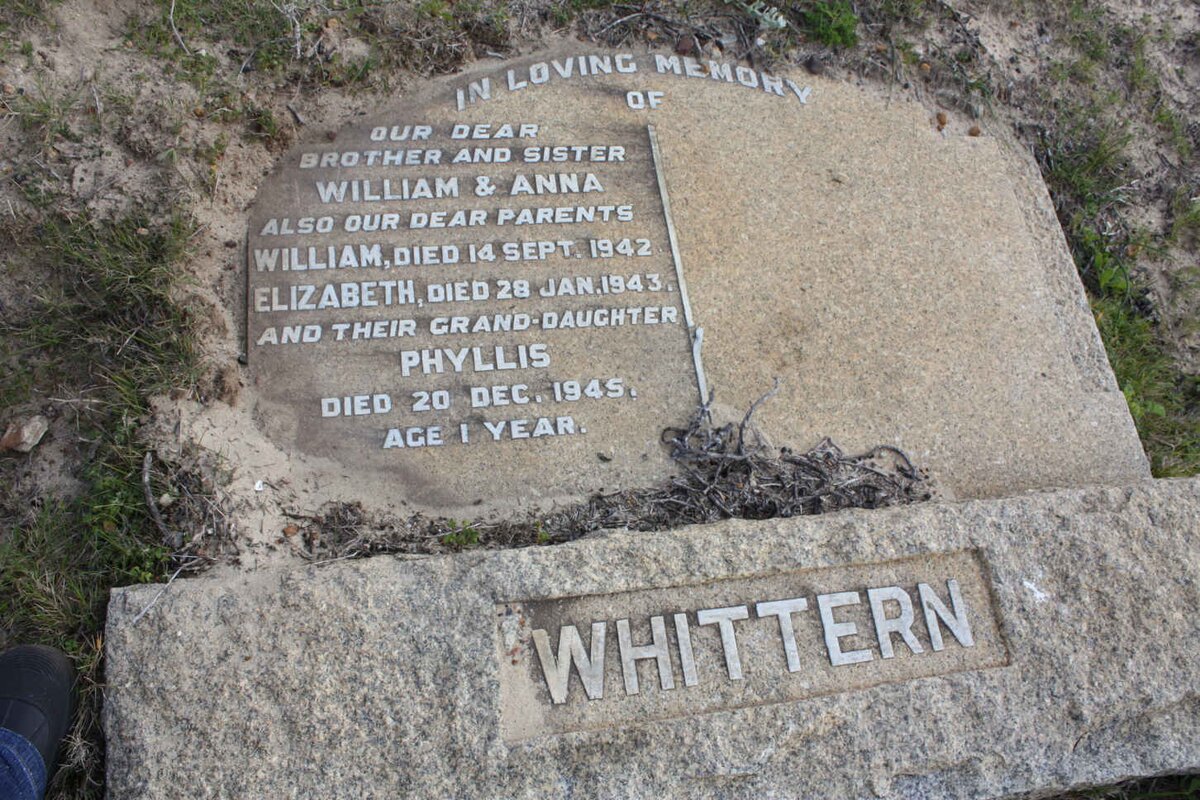 IN LOVING MEMORY
OF
OUR DEAR
BROTHER AND SISTER
WILLIAM & ANNA
ALSO OUR DEAR PARENTS
WILLIAM, DIED 14 SEPT. 1942
ELIZABETH, DIED 28 JAN. 1943.
AND THEIR GRAND-DAUGHTER
PHYLLIS
DIED 20 DEC. 1945.
AGE 1 YEAR.
WHITTERN